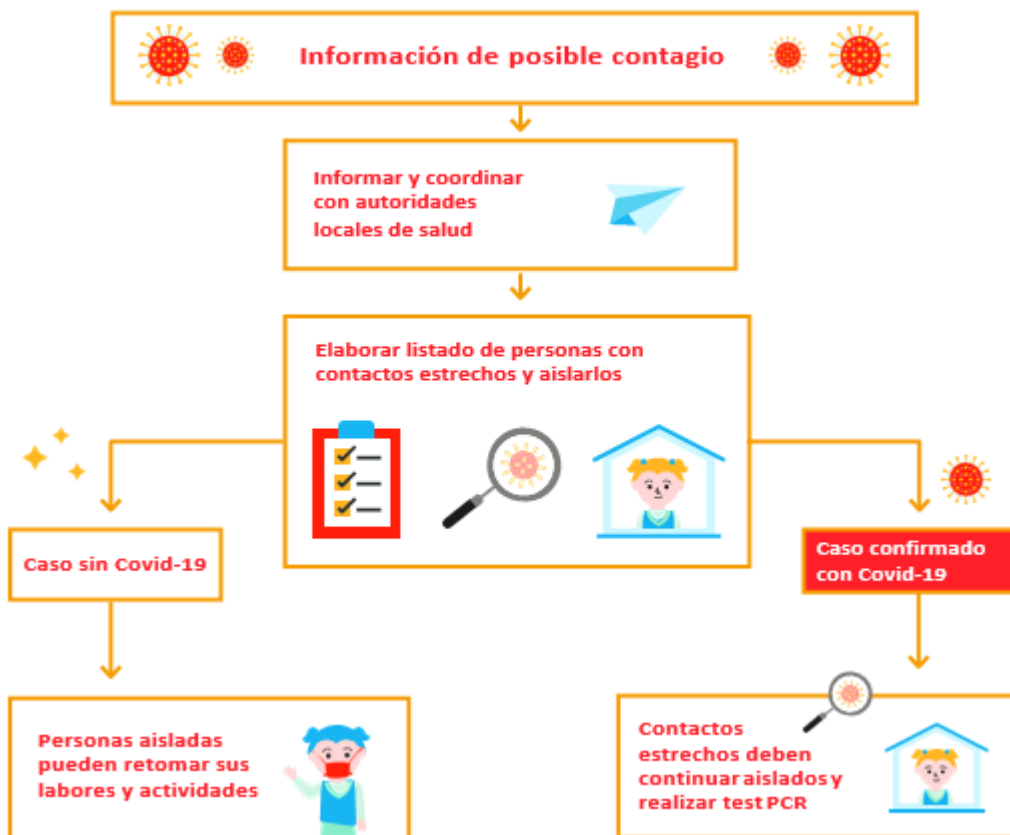 Información de posible contagio
Informar y coordinar
con autoridades
locales de salud
Elaborar listado de personas con
contactos estrechos y aislarlos
Caso sin Covid-19
Caso confirmado
con Covid-19
Personas aisladas
pueden retomar sus
labores y actividades
Contactos
estrechos deben
continuar aislados y
realizar test PCR